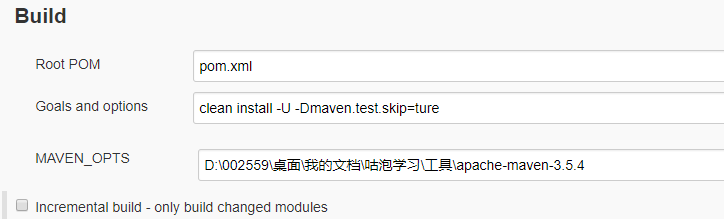 Build
Root POM
pom.xml
Goals and options
clean install -U -Dmaven.test.skip=ture
MAVEN_OPTS
D:\002559\桌面\我的文档\咕泡学习\工具\apache-maven-3.5.4
Incremental build - only build changed modules